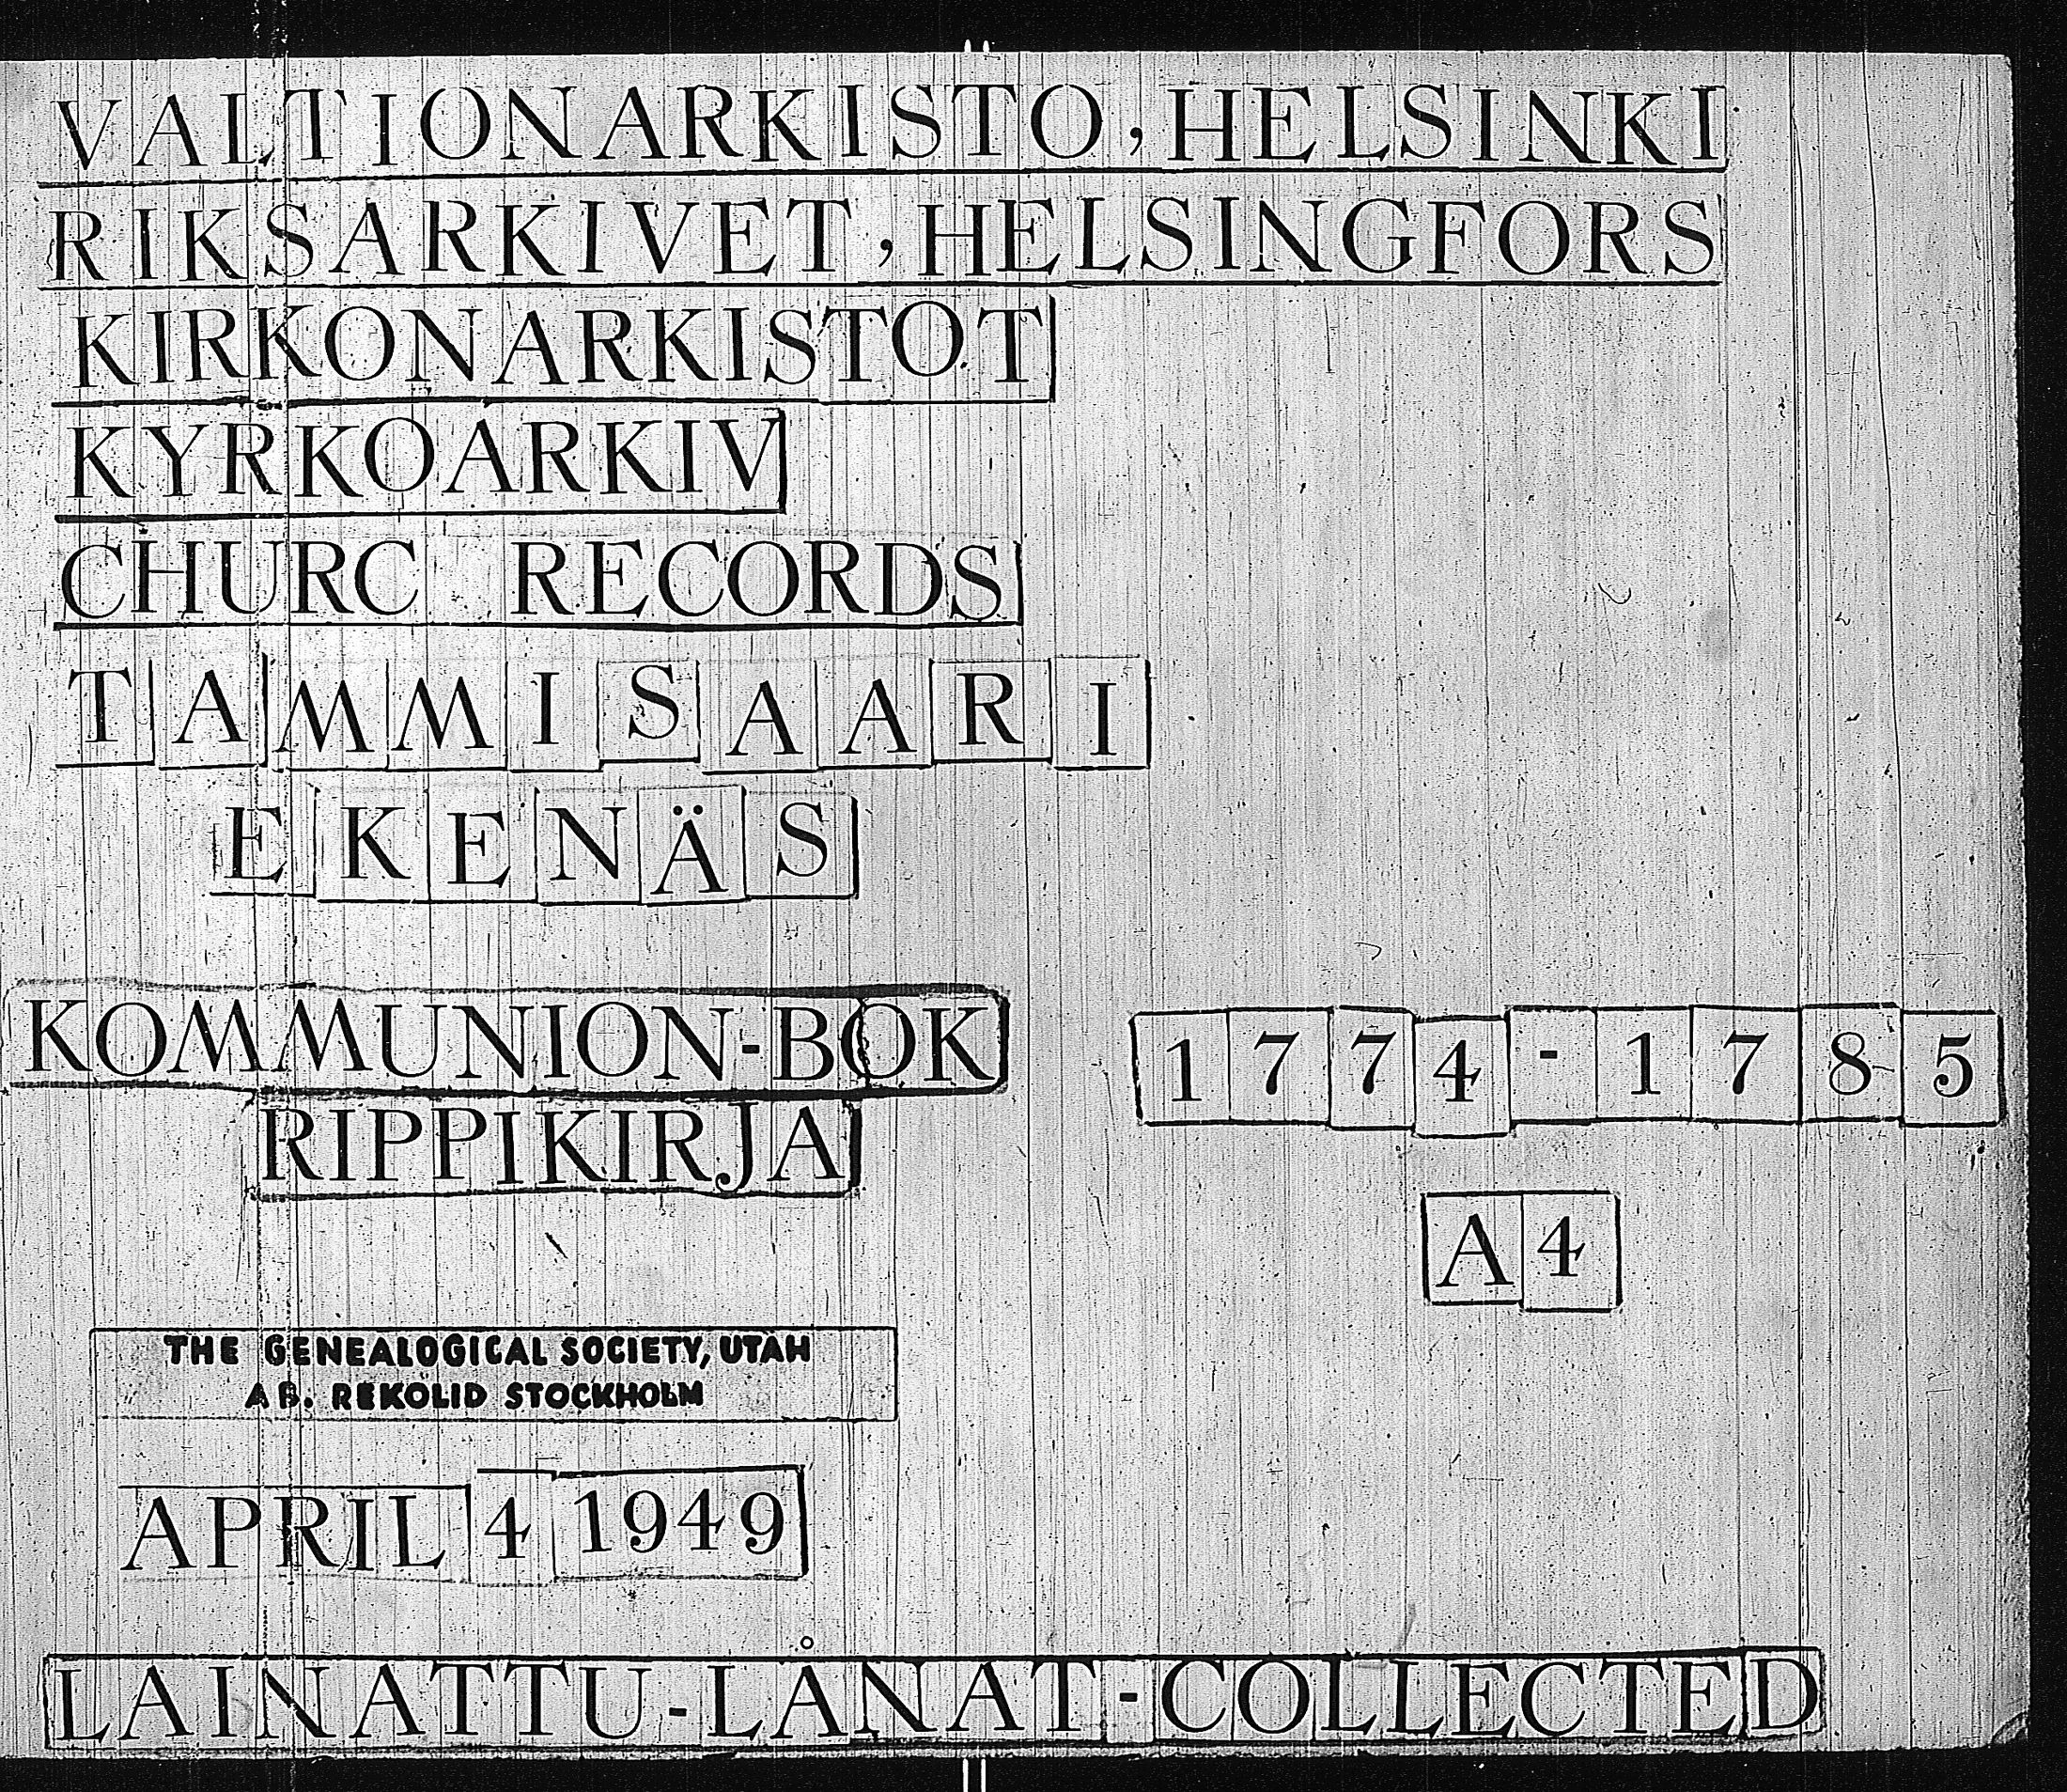 VALTIONARKISTO, HELSINKI
RIKSARKIVET, HELSINGFORS
KIRKONARKISTOT
KYRKOARKIV
CHURC RECORDS
TAMMISAARI
EKENÄS
KOMMUNION-BOK 1774-1785
RIPPIKIRJA
A4
THE GENEALOGICAL SOCIETY, UTAH
AB. REKOLID STOCKHOLM
APRIL 4 1949
LAINATTU-LÅNAT-COLLECTED